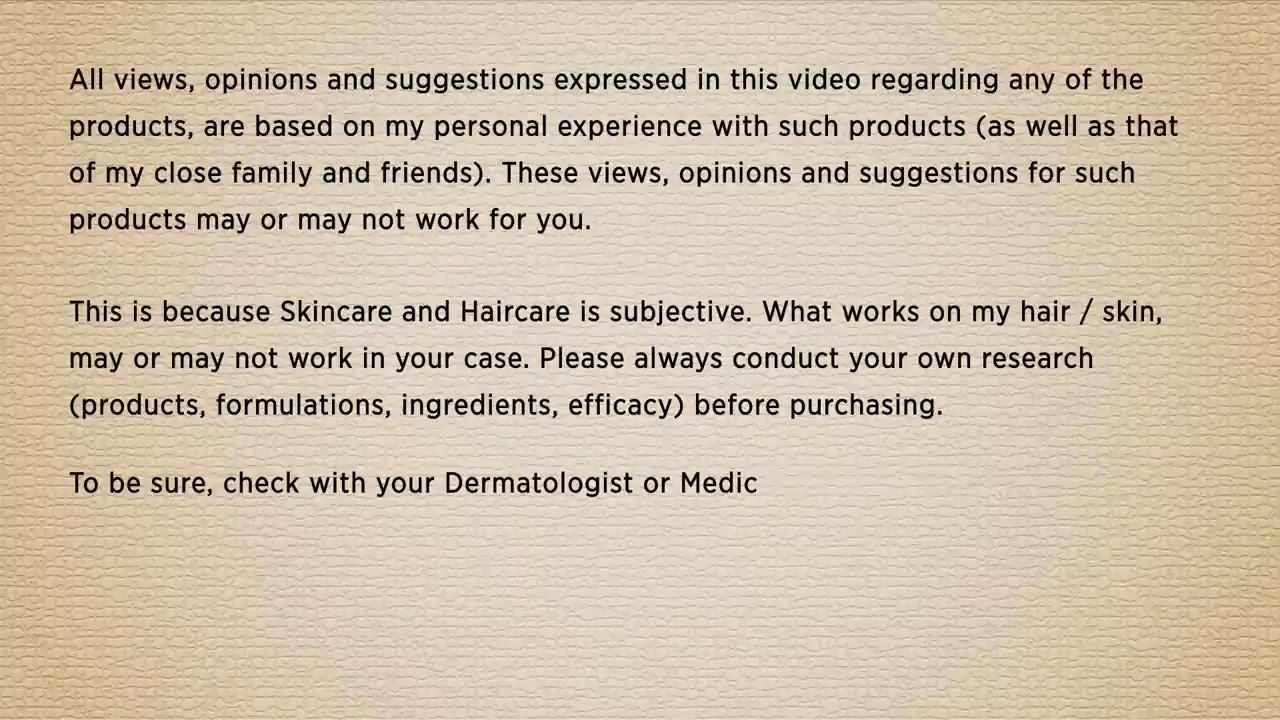 All views, opinions and suggestions expressed in this video regarding any of the
products, are based on my personal experience with such products (as well as that
of my close family and friends). These views, opinions and suggestions for such
products may or may not work for you.
This is because Skincare and Haircare is subjective. What works on my hair / skin,
may or may not work in your case. Please always conduct your own research
(products, formulations, ingredients, efficacy) before purchasing.
To be sure, check with your Dermatologist or Medic